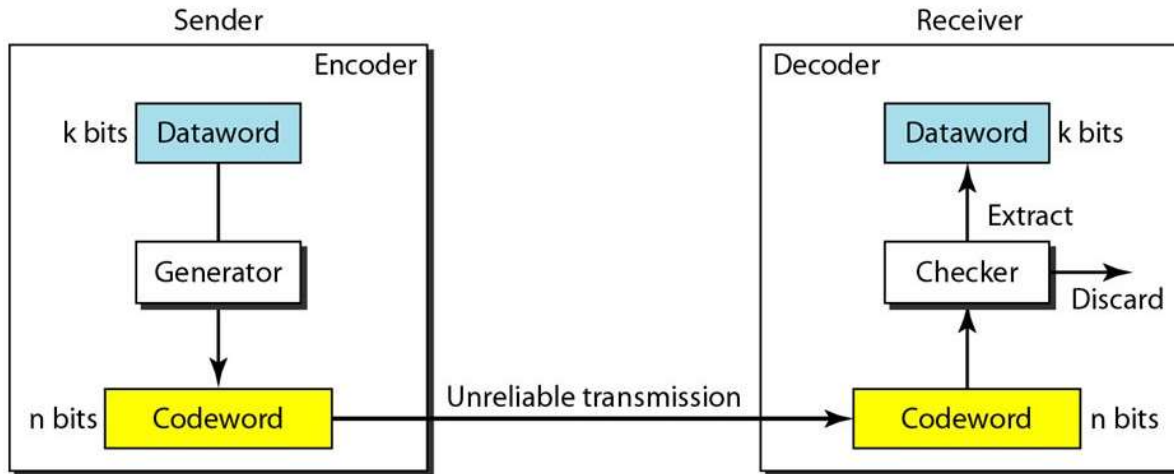 Sender
Encoder
k bits
Dataword
Generator
n bits
Codeword
Unreliable transmission
Receiver
Decoder
Dataword
k bits
Extract
Checker
Discard
Codeword
n bits